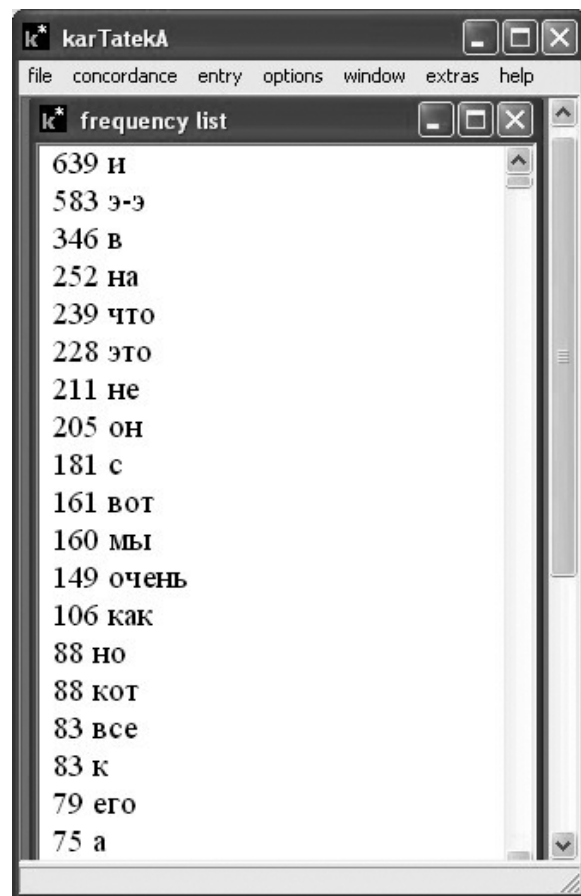 k* karTatekA
file concordance entry options window extras help
k* frequency list
639 и
583 э-э
346 в
252 на
239 что
228 это
211 не
205 он
181 с
161 вот
160 мы
149 очень
106 как
88 но
88 кот
83 все
83 к
79 его
75 а